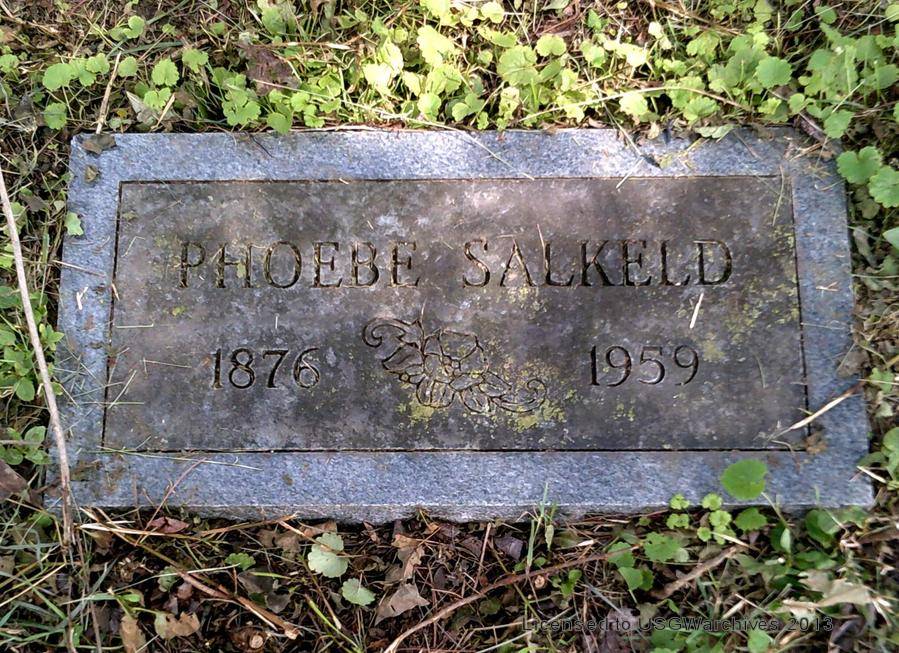 PHOEBE SALKELD
1876 1959
Licensed to USGWarchives 2013